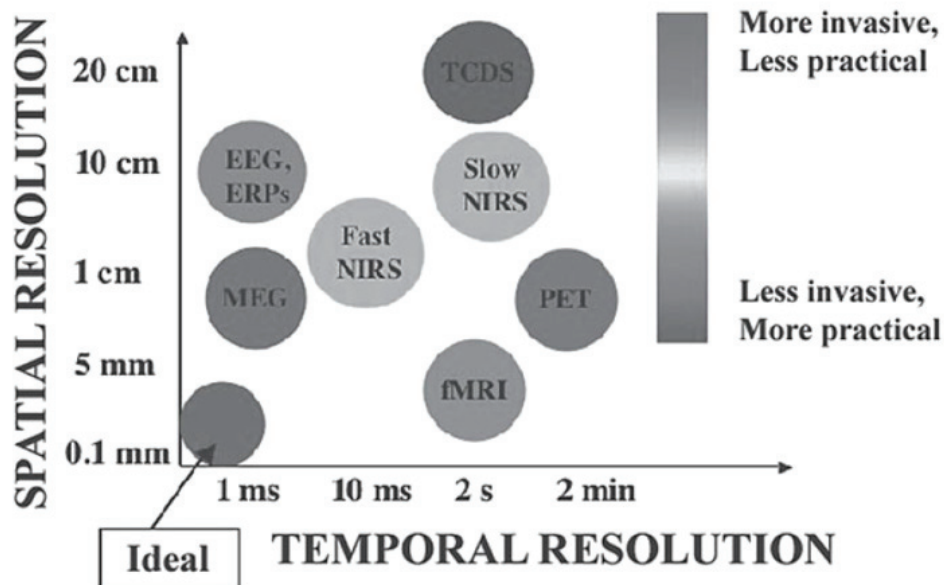 SPATIAL RESOLUTION
20 cm
10 cm
1 cm
5 mm
0.1 mm
TCDS
EEG,
ERPs
Slow
NIRS
Fast
NIRS
MEG
PET
fMRI
1 ms
10 ms
2 s
2 min
Ideal
TEMPORAL RESOLUTION
More invasive,
Less practical
Less invasive,
More practical